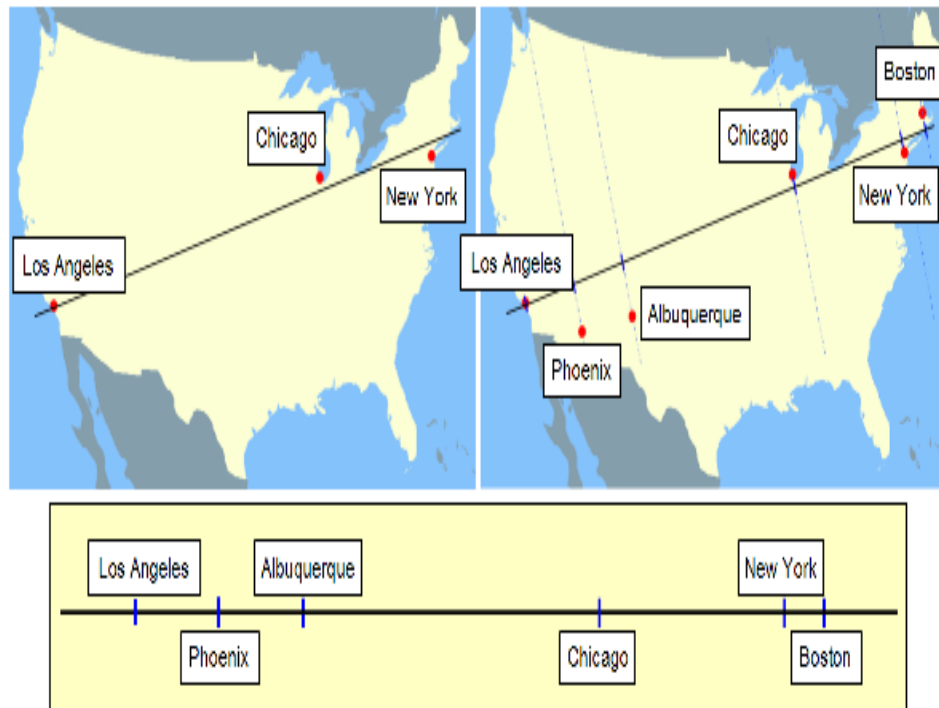 Chicago
New York
Los Angeles
Boston
Chicago
New York
Los Angeles
Albuquerque
Phoenix
Los Angeles
Albuquerque
New York
Phoenix
Chicago
Boston